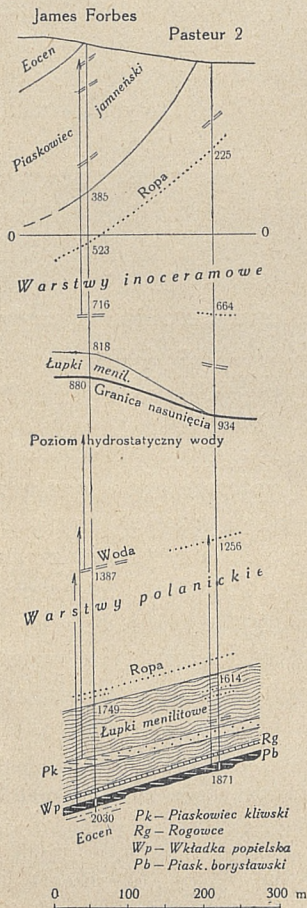 James Forbes
Pasteur 2
Eocen
Piaskowiec jamneński
385
Ropa
225
0 0
523
Warstwy inoceramowe
716
664
818
Łupki menil.
880
Granica nasunięcia
934
Poziom hydrostatyczny wody
1256
Woda
1387
Warstwy polanickie
Ropa
1614
1749
Łupki menilitowe
Rg
Pb
Pk
1871
Wp
2030
Eoceń
Pk – Piaskowiec kliwski
Rg – Rogowce
Wp – Wkładka popielska
Pb – Piask. borysławski
0 100 200 300 m